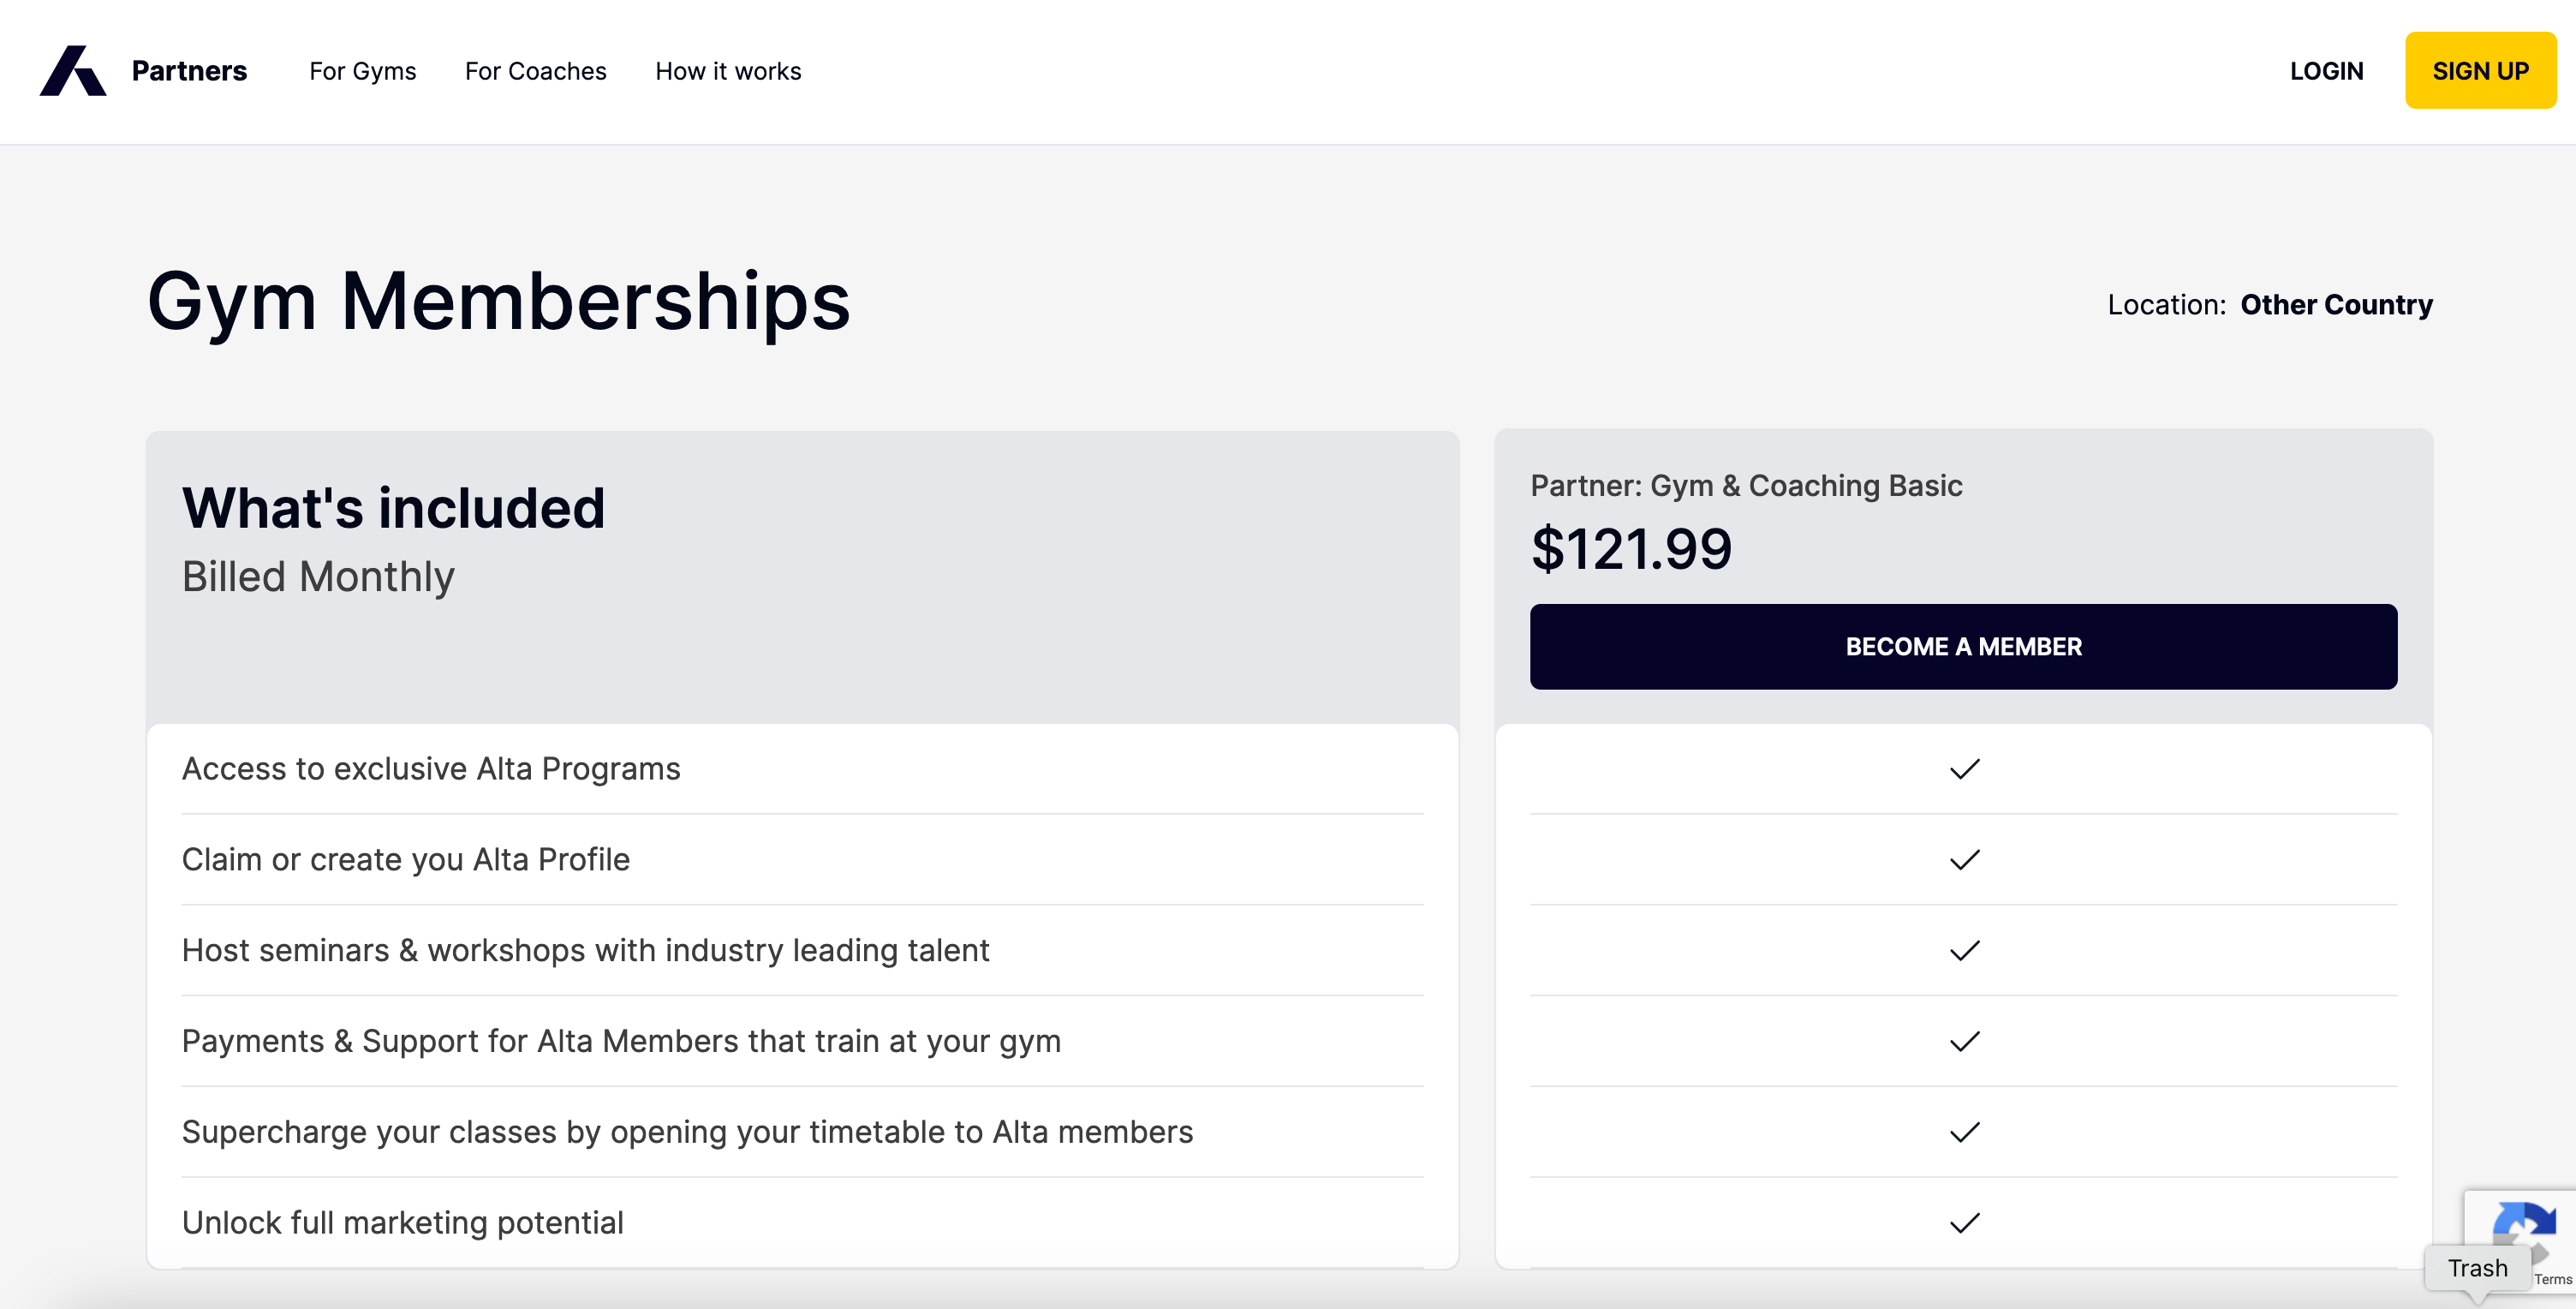 Partners
For Gyms
For Coaches
How it works
LOGIN
SIGN UP
Gym Memberships
Location: Other Country
What's included
Billed Monthly
Partner: Gym & Coaching Basic
$121.99
BECOME A MEMBER
Access to exclusive Alta Programs
Claim or create you Alta Profile
Host seminars & workshops with industry leading talent
Payments & Support for Alta Members that train at your gym
Supercharge your classes by opening your timetable to Alta members
Unlock full marketing potential
Trash
Terms